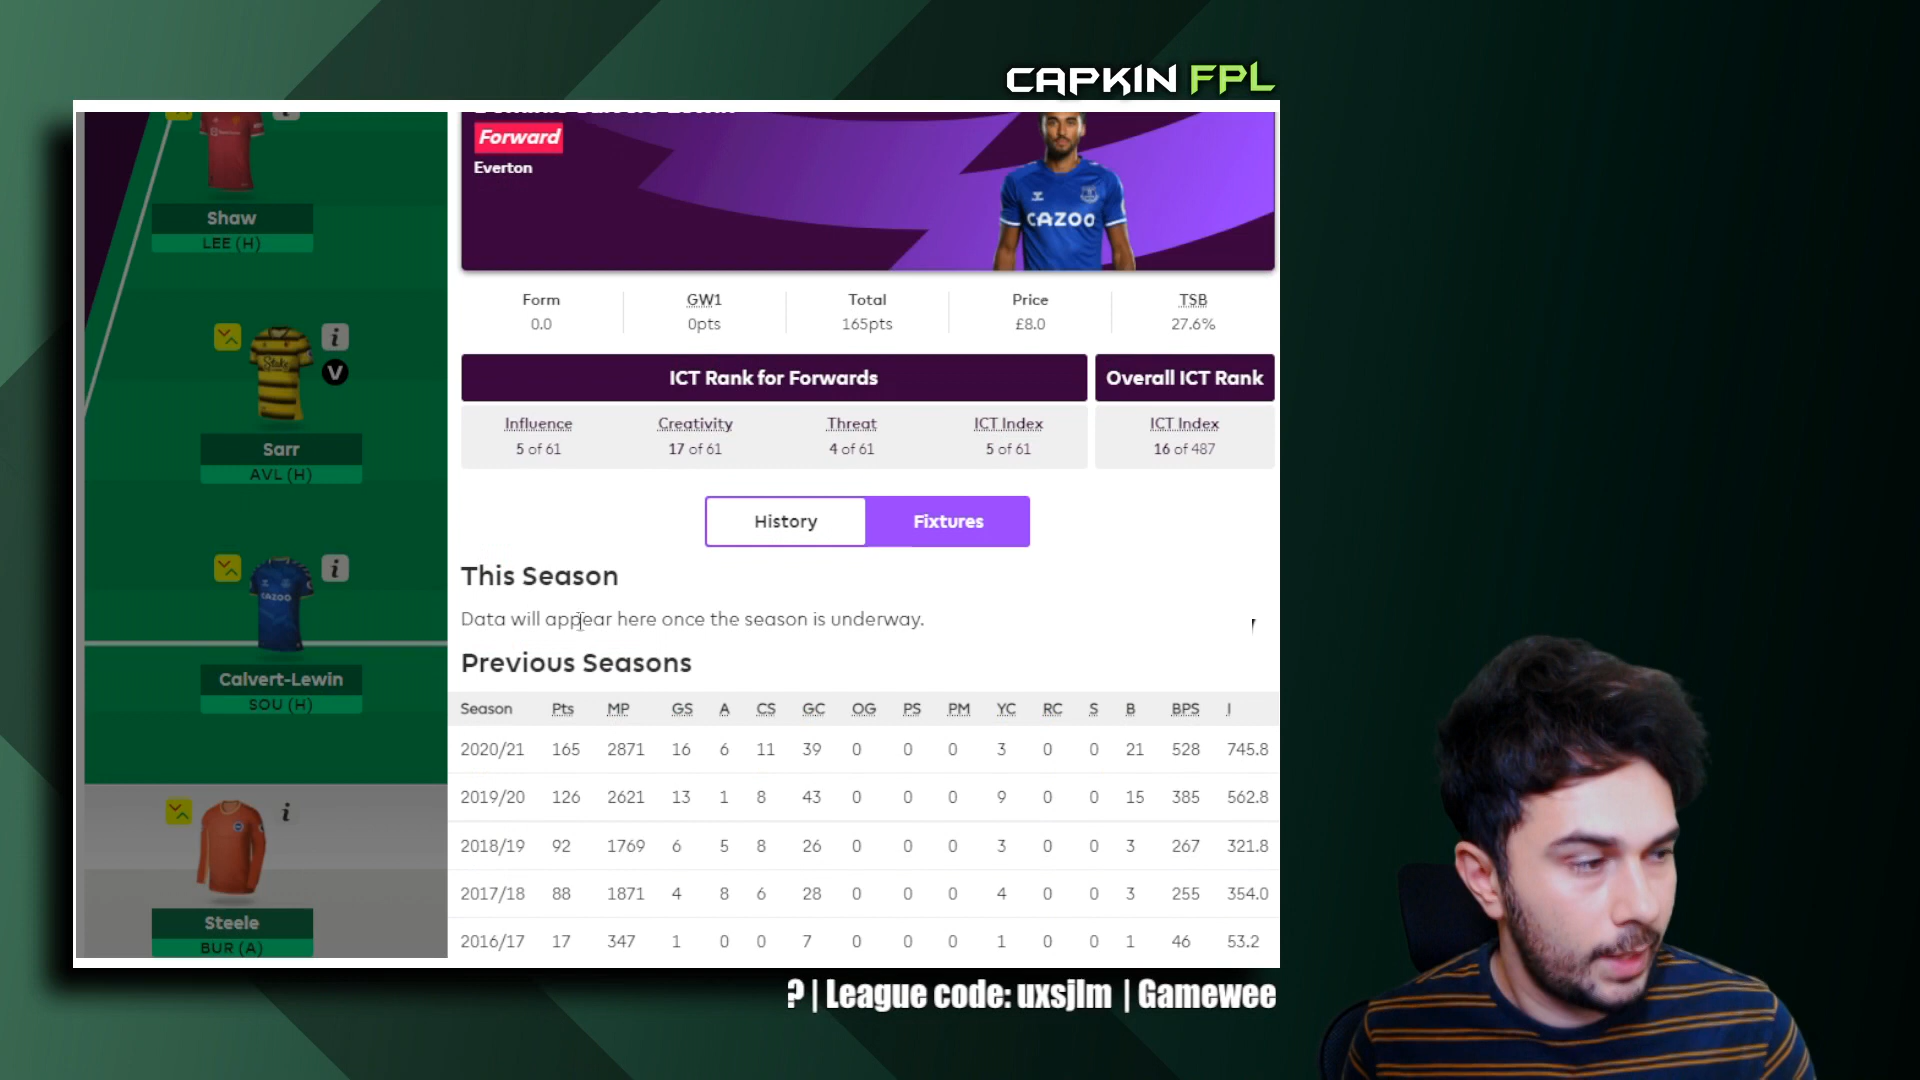 CAPKIN FPL
Forward
Everton
CAZOO
Form GW1 Total Price TSB
0.0 0pts 165pts £8.0 27.6%
ICT Rank for Forwards Overall ICT Rank
Influence Creativity Threat ICT Index ICT Index
5 of 61 17 of 61 4 of 61 5 of 61 16 of 487
History Fixtures
This Season
Data will appear here once the season is underway.
Previous Seasons
Season Pts MP GS A CS GC OG PS PM YC RC S B BPS I
2020/21 165 2871 16 6 11 39 0 0 0 3 0 0 21 528 745.8
2019/20 126 2621 13 1 8 43 0 0 0 9 0 0 15 385 562.8
2018/19 92 1769 6 5 8 26 0 0 0 3 0 0 3 267 321.8
2017/18 88 1871 4 8 6 28 0 0 0 4 0 0 3 255 354.0
2016/17 17 347 1 0 0 7 0 0 0 1 0 0 1 46 53.2
i
Shaw
LEE (H)
i
Stake
V
Sarr
AVL (H)
i
CAZOO
Calvert-Lewin
SOU (H)
i
Steele
BUR (A)
? | League code: uxsjlm | Gamewee